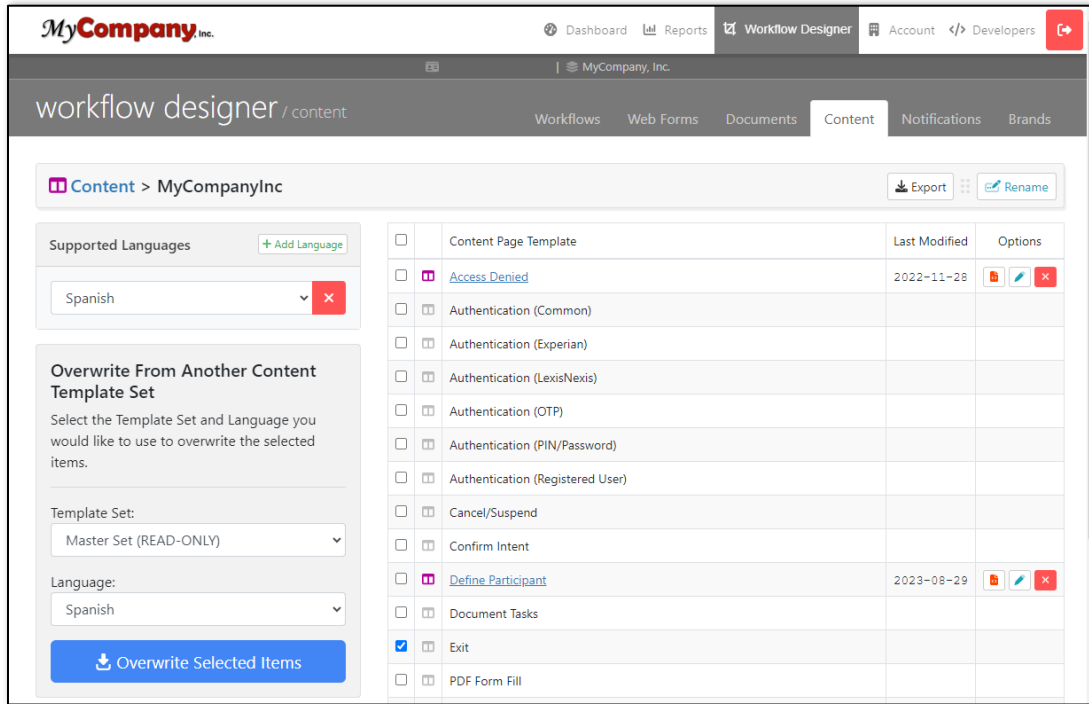 MyCompany, Inc.
Dashboard Reports Workflow Designer Account Developers
| MyCompany, Inc.
workflow designer / content
Workflows Web Forms Documents Content Notifications Brands
Content > MyCompanyInc
Export Rename
Supported Languages + Add Language
Spanish
Overwrite From Another Content
Template Set
Select the Template Set and Language you
would like to use to overwrite the selected
items.
Template Set:
Master Set (READ-ONLY)
Language:
Spanish
Overwrite Selected Items
Content Page Template Last Modified Options
Access Denied 2022-11-28
Authentication (Common)
Authentication (Experian)
Authentication (LexisNexis)
Authentication (OTP)
Authentication (PIN/Password)
Authentication (Registered User)
Cancel/Suspend
Confirm Intent
Define Participant 2023-08-29
Document Tasks
Exit
PDF Form Fill